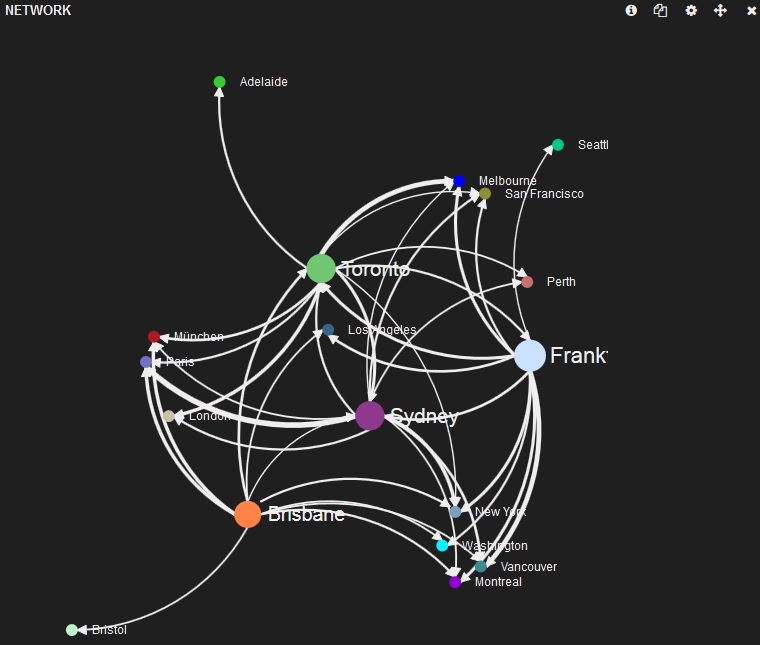 NETWORK
Adelaide
Seattl
Melbourne
San Francisco
Toronto
Perth
Los Angeles
München
Frank
Paris
London
Sydney
New York
Brisbane
Washington
Vancouver
Montreal
Bristol